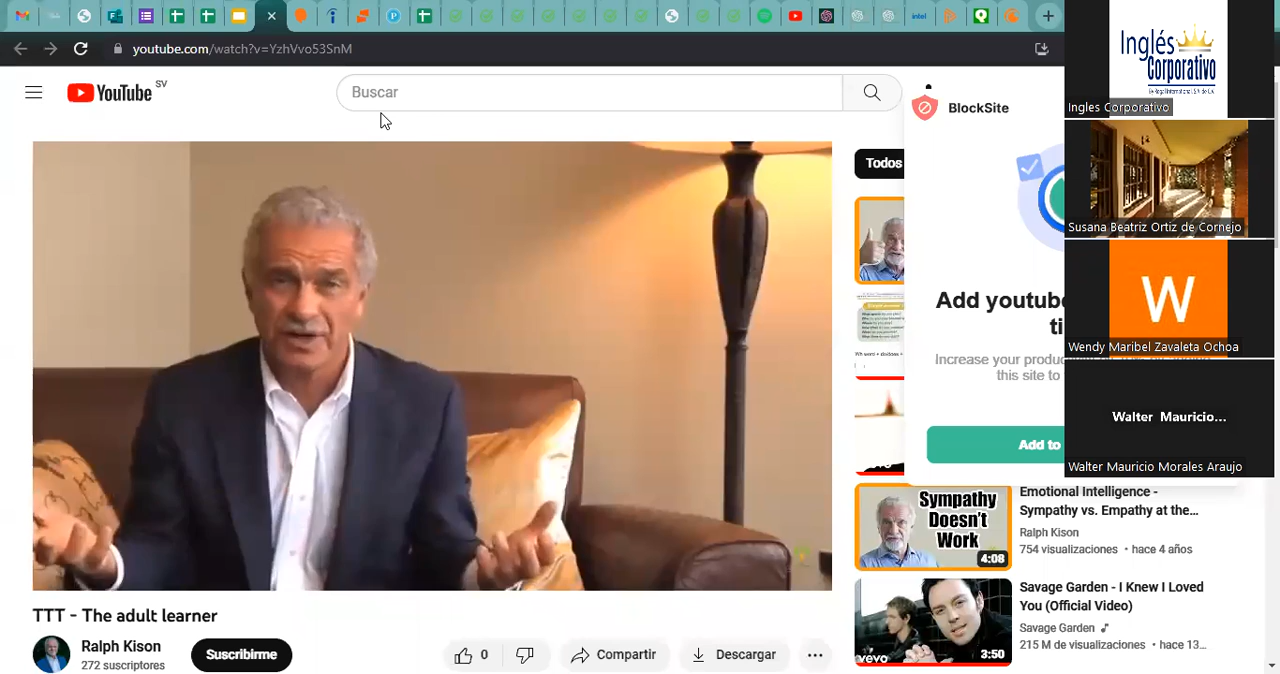 youtube.com/watch?v=YzhVvo53SnM
YouTube SV
Buscar
BlockSite
Todos
Add youtube
Increase your
this site to
Add to
TTT - The adult learner
Ralph Kison
272 suscriptores
Suscribirme
0
Compartir
Descargar
Sympathy
Doesn't
Work
4:08
Emotional Intelligence -
Sympathy vs. Empathy at the...
Ralph Kison
754 visualizaciones • hace 4 años
vevo
3:50
Savage Garden - I Knew I Loved
You (Official Video)
Savage Garden
215 M de visualizaciones • hace 13...
Inglés
Corporativo
Ingles Corporativo
Susana Beatriz Ortiz de Cornejo
W
Wendy Maribel Zavaleta Ochoa
Walter Mauricio...
Walter Mauricio Morales Araujo